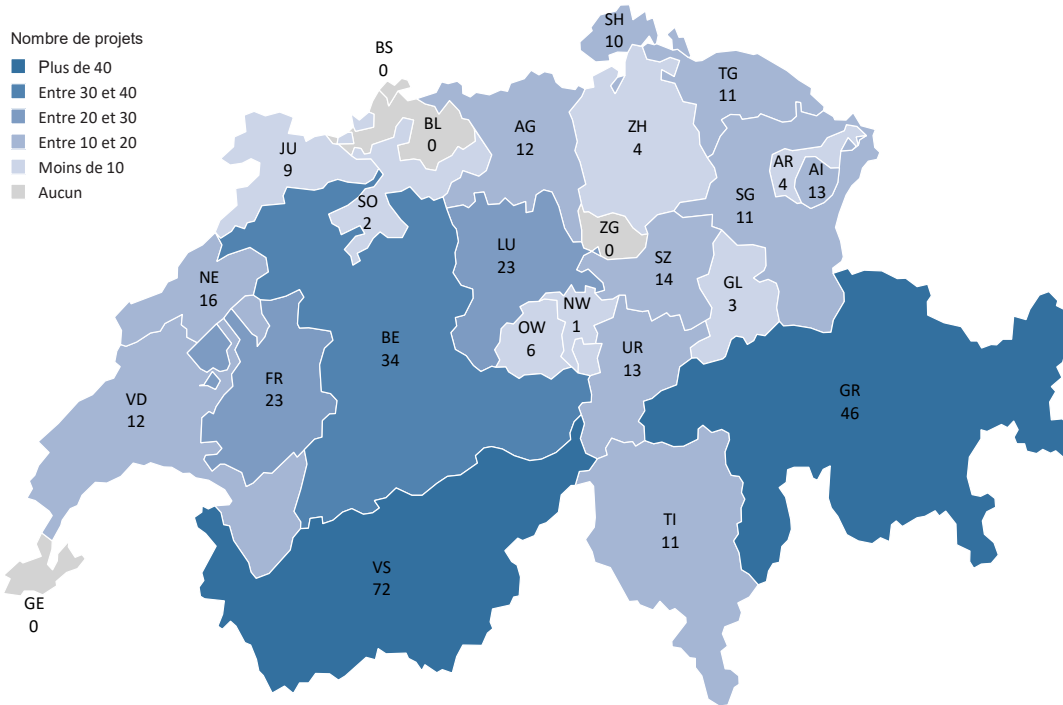 Nombre de projets
Plus de 40
Entre 30 et 40
Entre 20 et 30
Entre 10 et 20
Moins de 10
Aucun
SH
10
BS
0
TG
11
BL
0
AG
12
ZH
4
JU
9
AR
4
AI
13
SO
2
SG
11
ZG
0
LU
23
SZ
14
NE
16
GL
3
NW
1
OW
6
BE
34
UR
13
FR
23
GR
46
VD
12
TI
11
VS
72
GE
0